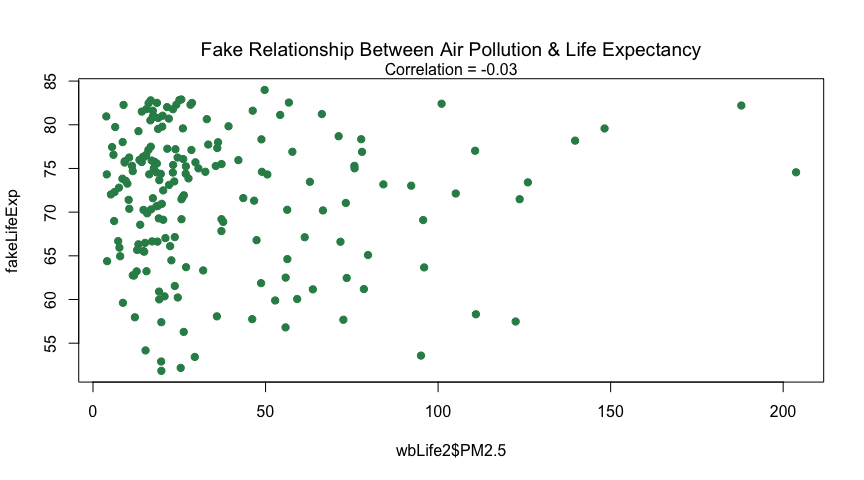 Fake Relationship Between Air Pollution & Life Expectancy
Correlation = -0.03
85
80
75
70
65
60
55
fakeLifeExp
0 50 100 150 200
wbLife2$PM2.5